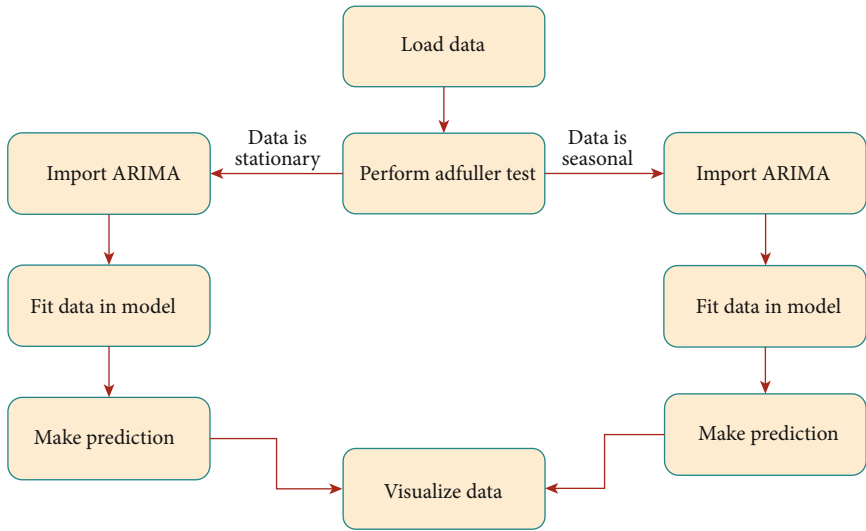 Load data
Data is
stationary
Data is
seasonal
Import ARIMA
Perform adfuller test
Import ARIMA
Fit data in model
Fit data in model
Make prediction
Make prediction
Visualize data